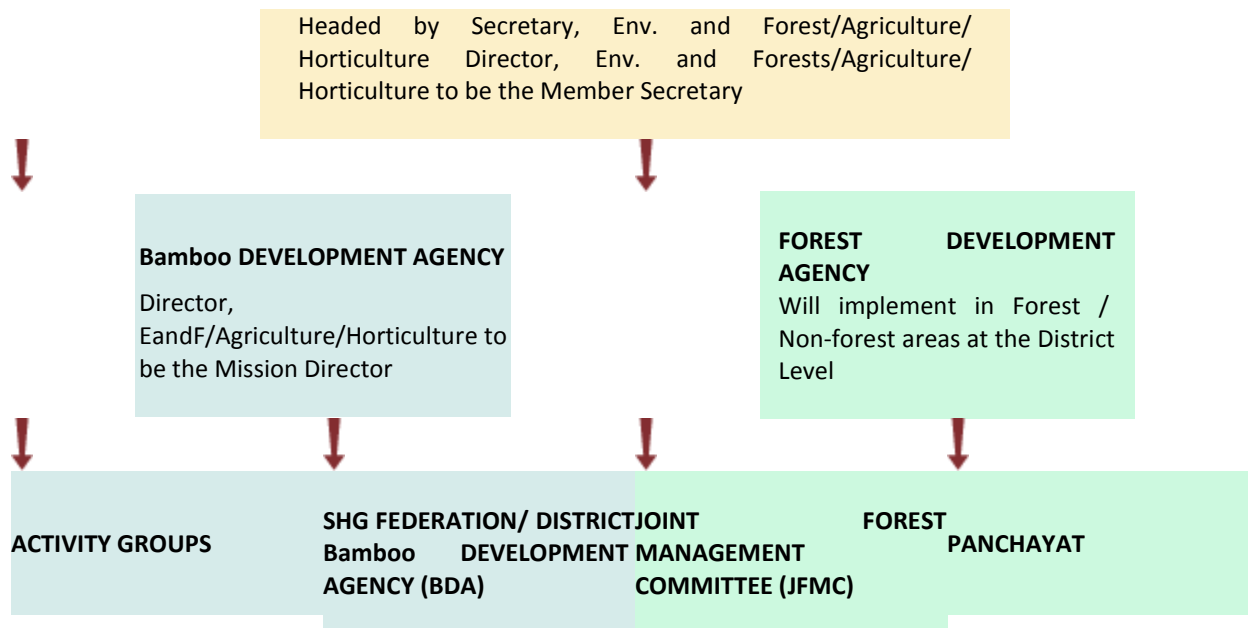 Headed by Secretary, Env. and Forest/Agriculture/
Horticulture Director, Env. and Forests/Agriculture/
Horticulture to be the Member Secretary
Bamboo DEVELOPMENT AGENCY
Director,
EandF/Agriculture/Horticulture to
be the Mission Director
FOREST DEVELOPMENT
AGENCY
Will implement in Forest /
Non-forest areas at the District
Level
ACTIVITY GROUPS
SHG FEDERATION/ DISTRICT
Bamboo DEVELOPMENT
AGENCY (BDA)
JOINT FOREST
MANAGEMENT
COMMITTEE (JFMC)
PANCHAYAT